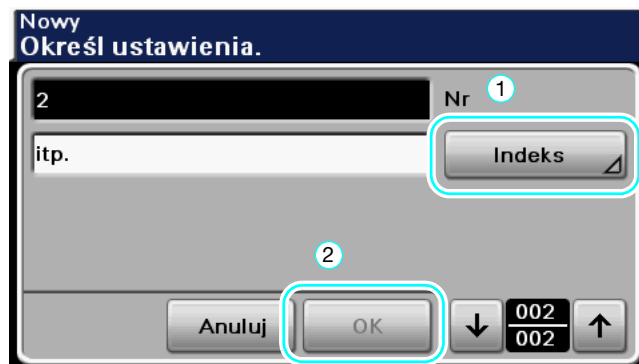 Nowy
Określ ustawienia.
2
Nr
1
itp.
Indeks
2
Anuluj
OK
002
002